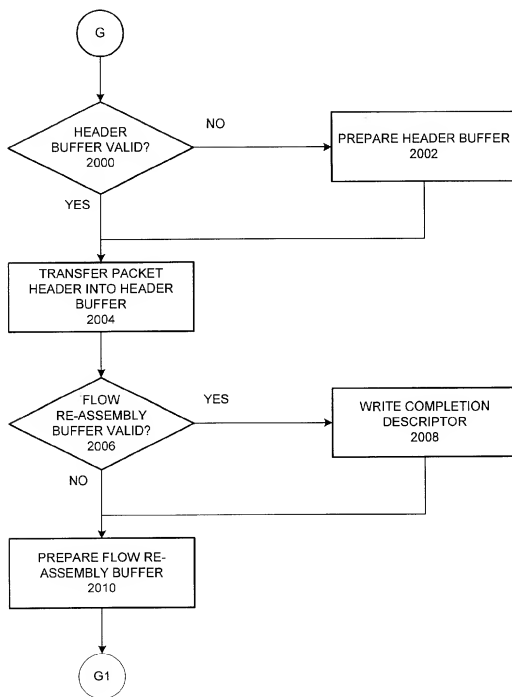 G
HEADER
BUFFER VALID?
2000
NO
PREPARE HEADER BUFFER
2002
YES
TRANSFER PACKET
HEADER INTO HEADER
BUFFER
2004
FLOW
RE-ASSEMBLY
BUFFER VALID?
2006
YES
WRITE COMPLETION
DESCRIPTOR
2008
NO
PREPARE FLOW RE-
ASSEMBLY BUFFER
2010
G1